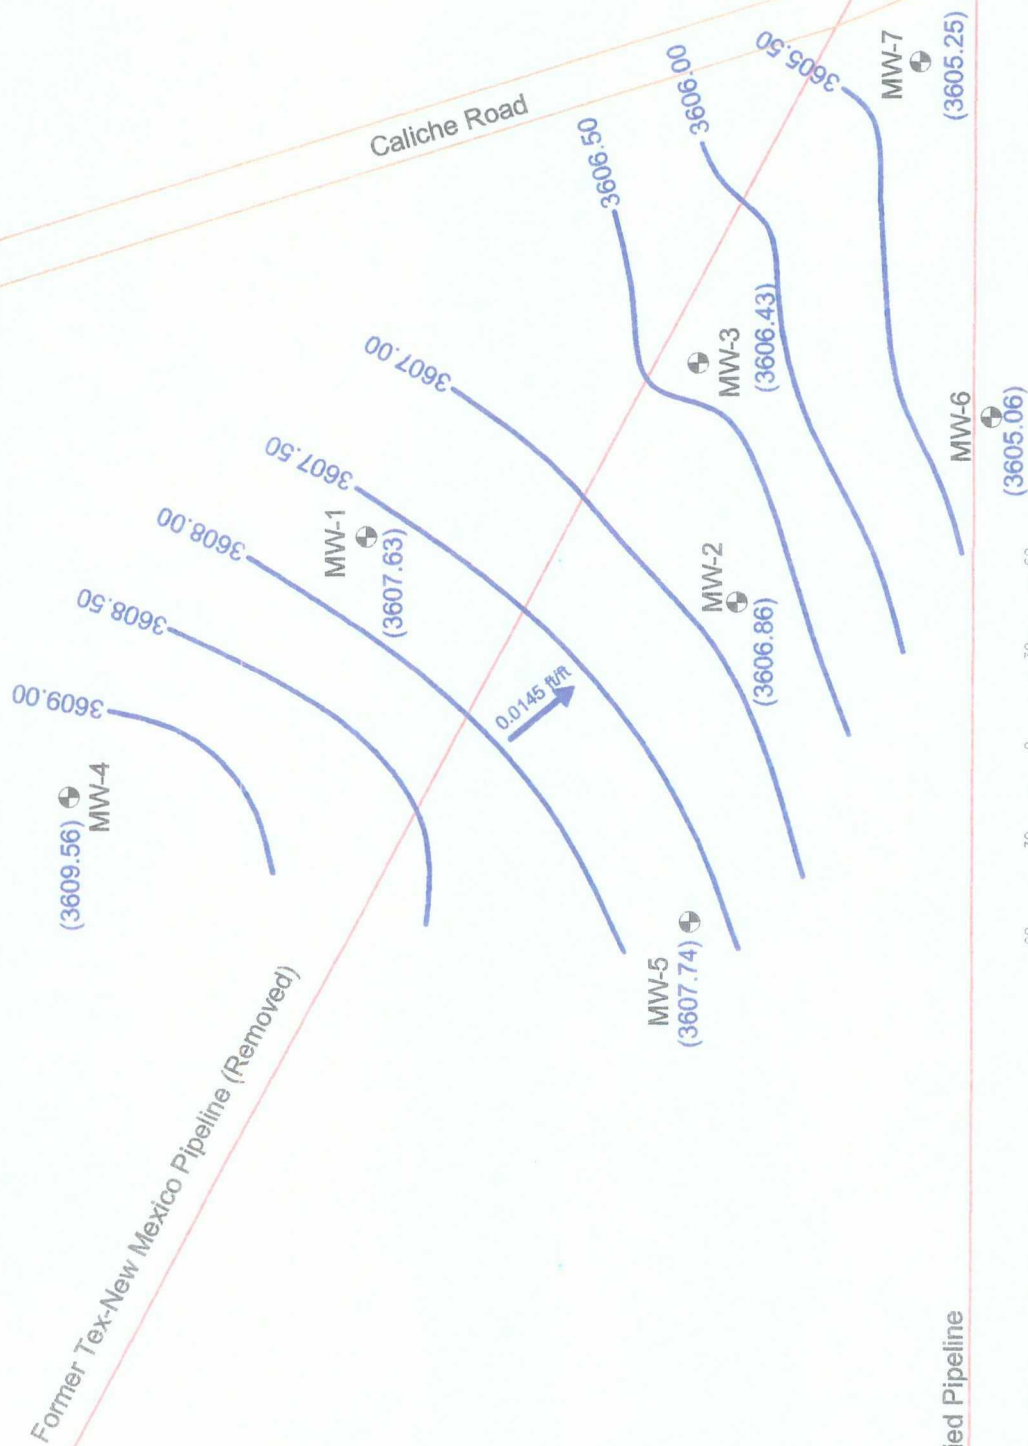 Caliche Road
3605.50
MW-7
(3605.25)
3606.00
3606.50
3607.00
MW-3
(3606.43)
3607.50
MW-6
(3605.06)
3608.00
MW-1
(3607.63)
3608.50
MW-2
(3606.86)
3609.00
0.0145 ft/ft
MW-4
(3609.56)
MW-5
(3607.74)
Former Tex-New Mexico Pipeline (Removed)
Pipeline